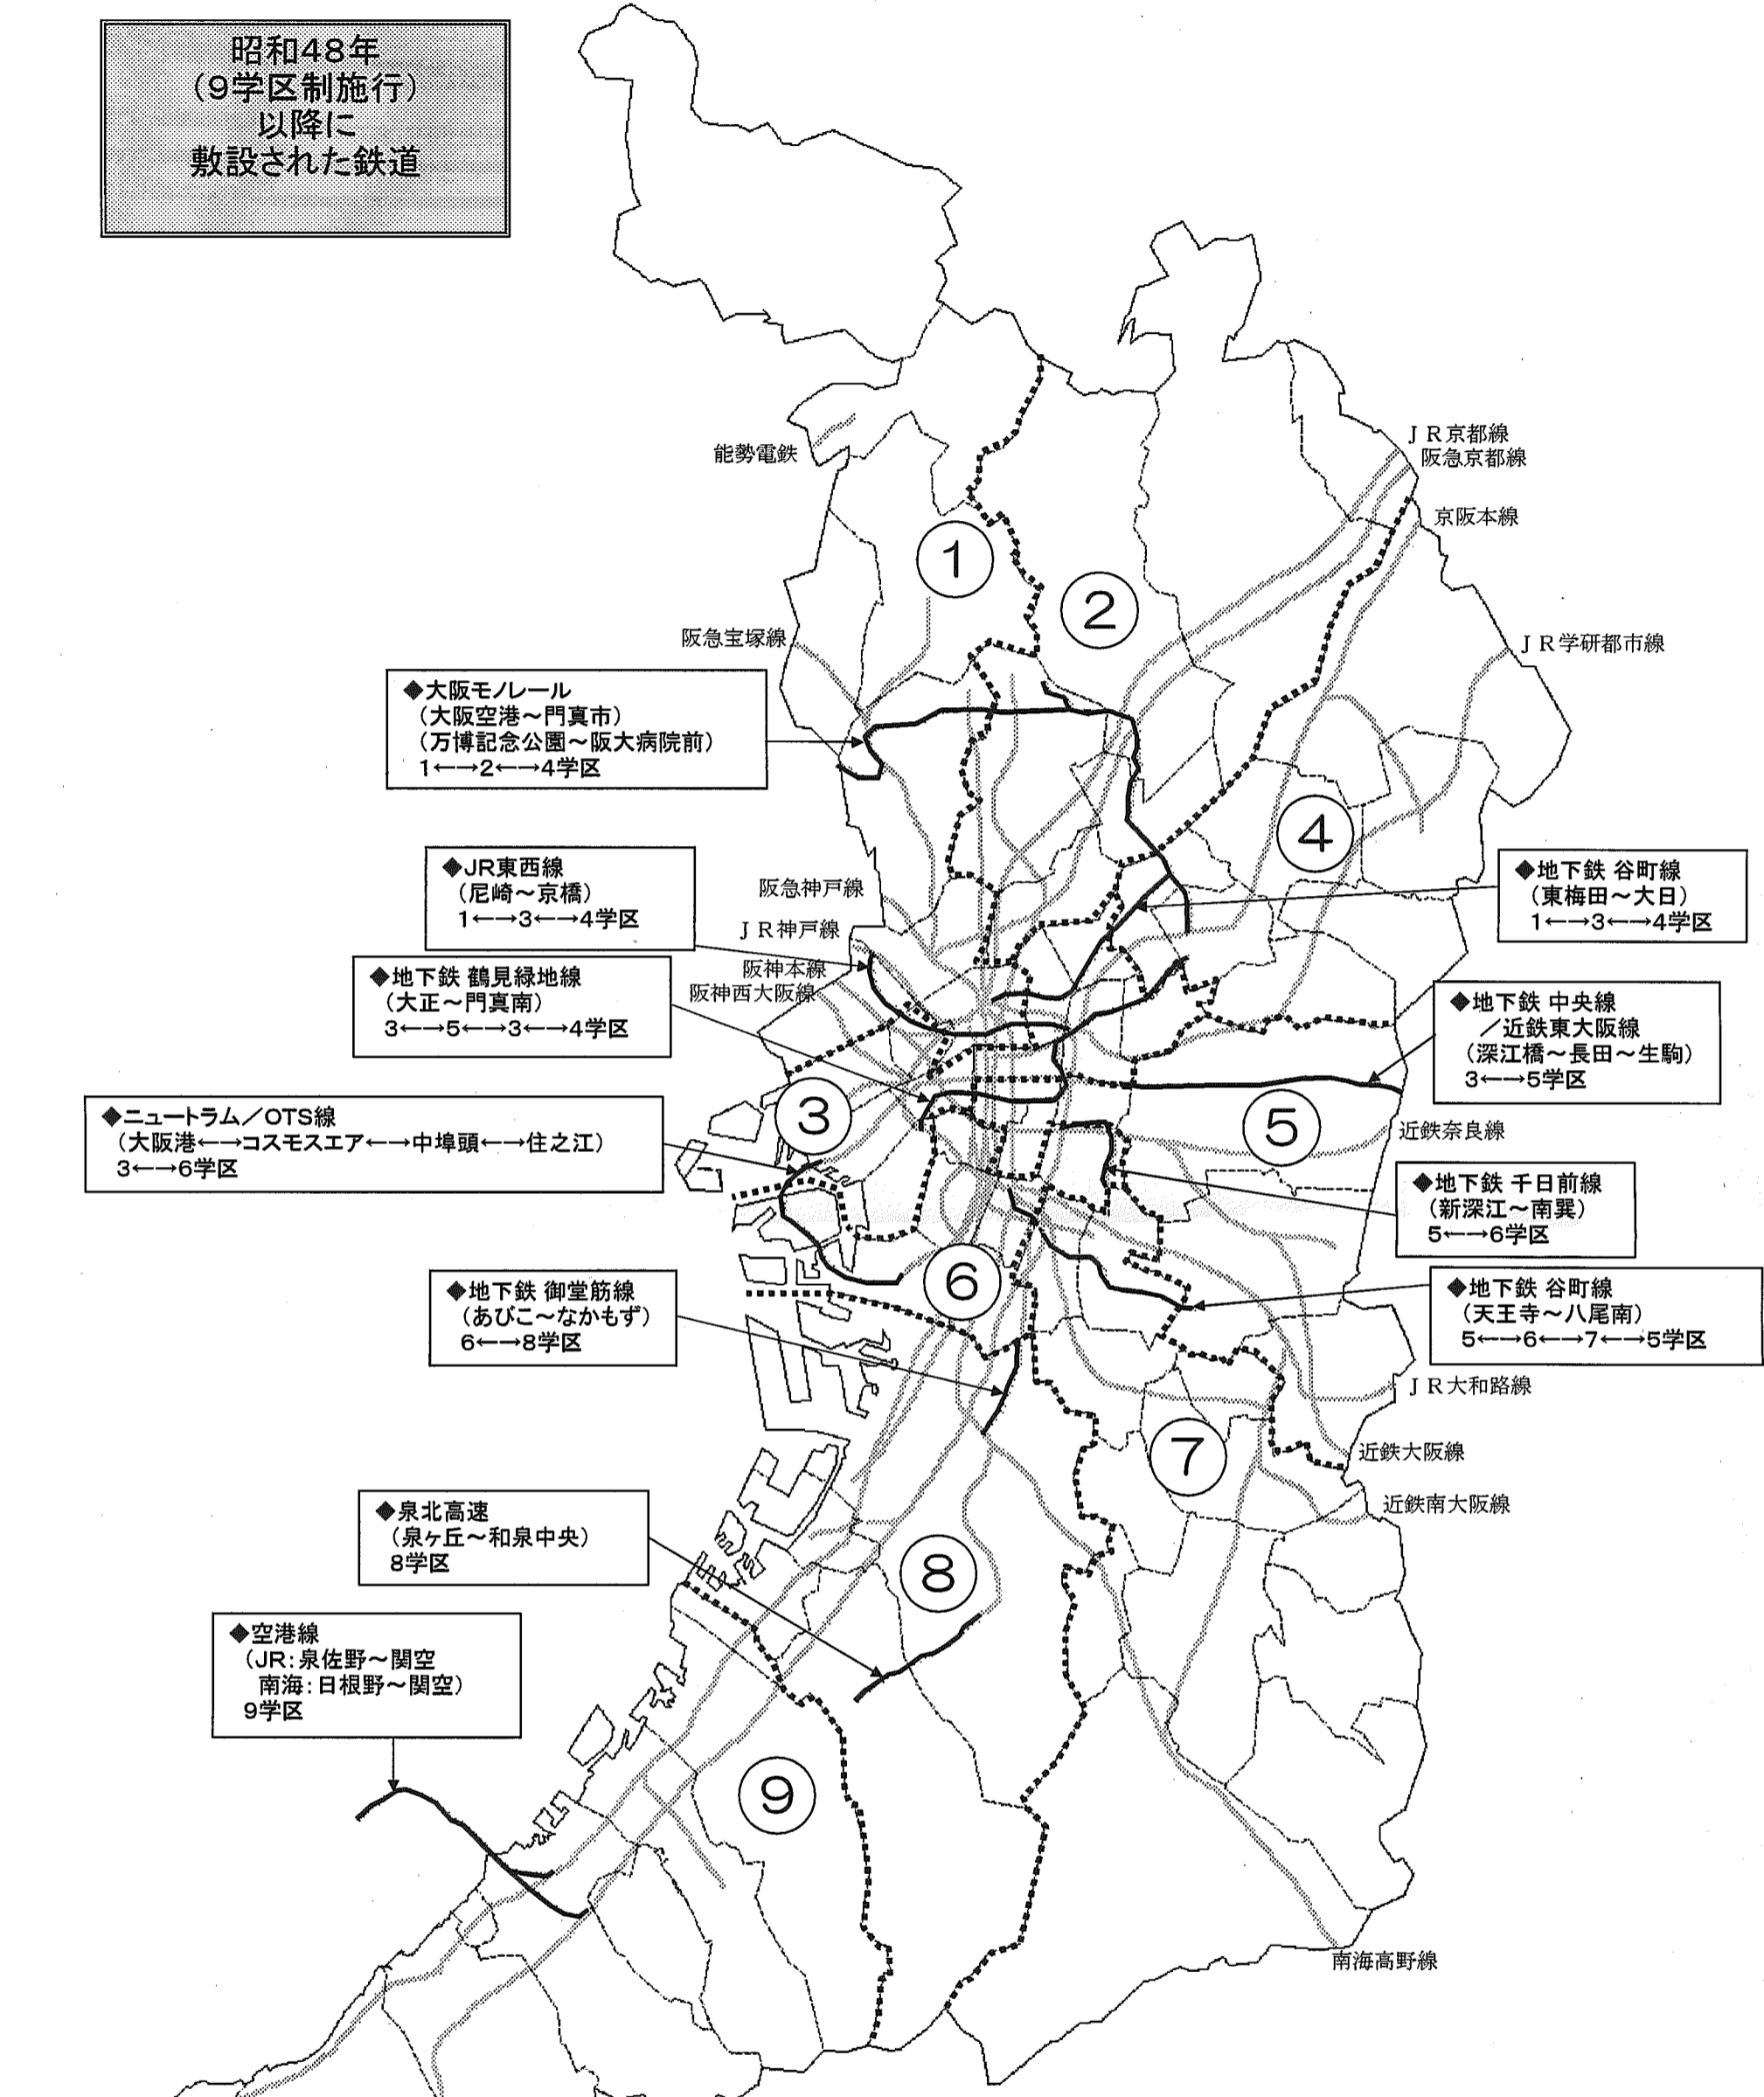 昭和48年
（9学区制施行）
以降に
敷設された鉄道
能勢電鉄
ＪＲ京都線
阪急京都線
京阪本線
①
②
阪急宝塚線
ＪＲ学研都市線
◆大阪モノレール
（大阪空港～門真市）
（万博記念公園～阪大病院前）
1←→2←→4学区
④
◆JR東西線
（尼崎～京橋）
1←→3←→4学区
阪急神戸線
ＪＲ神戸線
◆地下鉄 谷町線
（東梅田～大日）
1←→3←→4学区
阪神本線
阪神西大阪線
◆地下鉄 鶴見緑地線
（大正～門真南）
3←→5←→3←→4学区
◆地下鉄 中央線
／近鉄東大阪線
（深江橋～長田～生駒）
3←→5学区
③
⑤
◆ニュートラム／OTS線
（大阪港←→コスモスエア←→中埠頭←→住之江）
3←→6学区
近鉄奈良線
◆地下鉄 千日前線
（新深江～南巽）
5←→6学区
⑥
◆地下鉄 御堂筋線
（あびこ～なかもず）
6←→8学区
◆地下鉄 谷町線
（天王寺～八尾南）
5←→6←→7←→5学区
ＪＲ大和路線
⑦
近鉄大阪線
近鉄南大阪線
◆泉北高速
（泉ヶ丘～和泉中央）
8学区
⑧
◆空港線
（JR：泉佐野～関空
南海：日根野～関空）
9学区
⑨
南海高野線